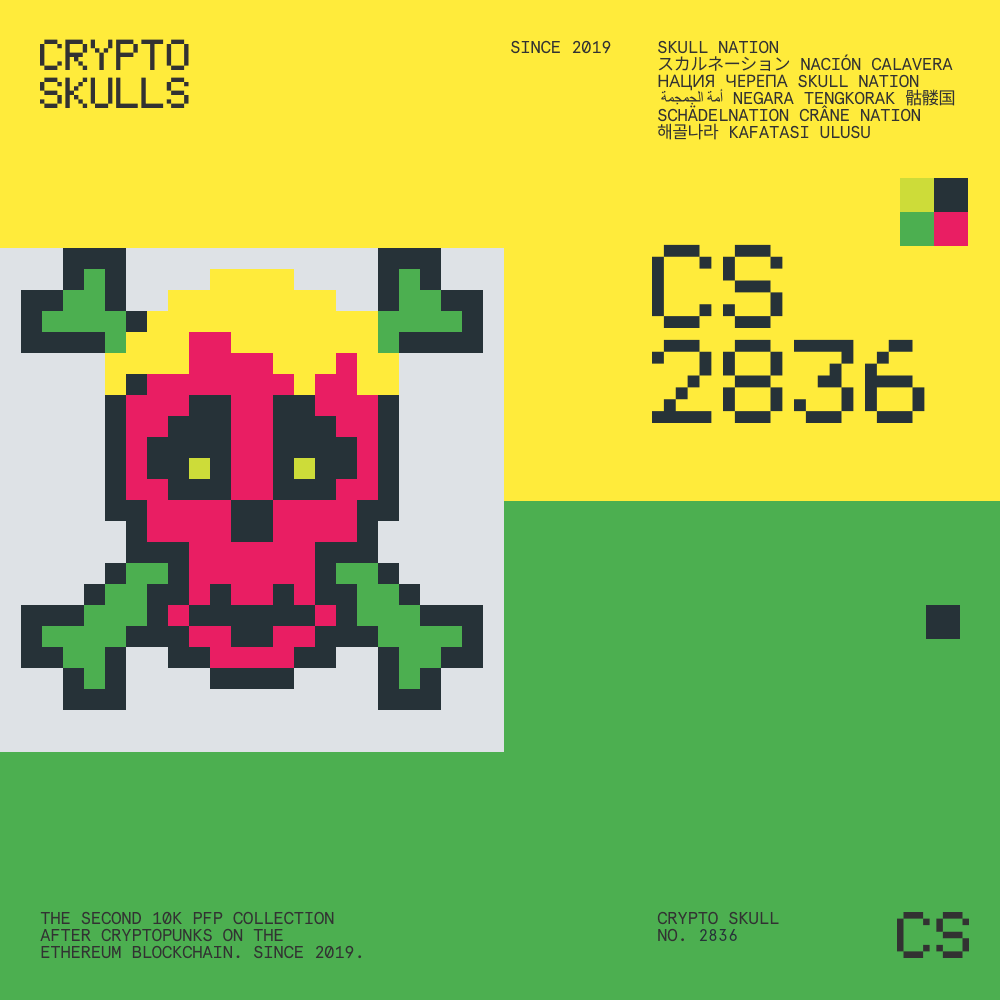 CRYPTO
SKULLS
SINCE 2019
SKULL NATION
スカルネーション NACIÓN CALAVERA
НАЦИЯ ЧЕРЕПА SKULL NATION
أمة الجمجمة NEGARA TENGKORAK 骷髅国
SCHÄDELNATION CRÂNE NATION
해골나라 KAFATASI ULUSU
CS
2836
THE SECOND 10K PFP COLLECTION
AFTER CRYPTOPUNKS ON THE
ETHEREUM BLOCKCHAIN. SINCE 2019.
CRYPTO SKULL
NO. 2836
CS